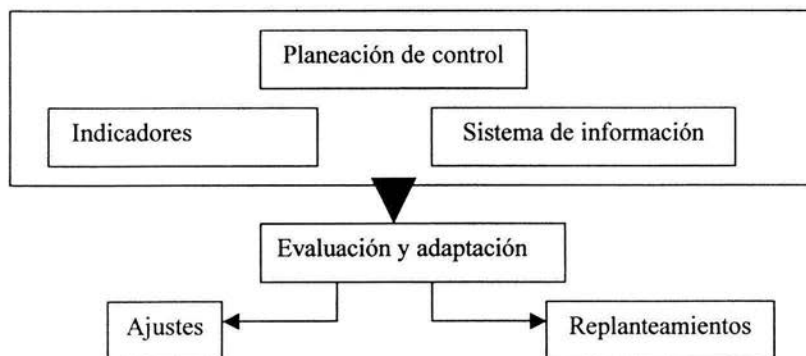 Planeación de control
Indicadores
Sistema de información
Evaluación y adaptación
Ajustes
Replanteamientos